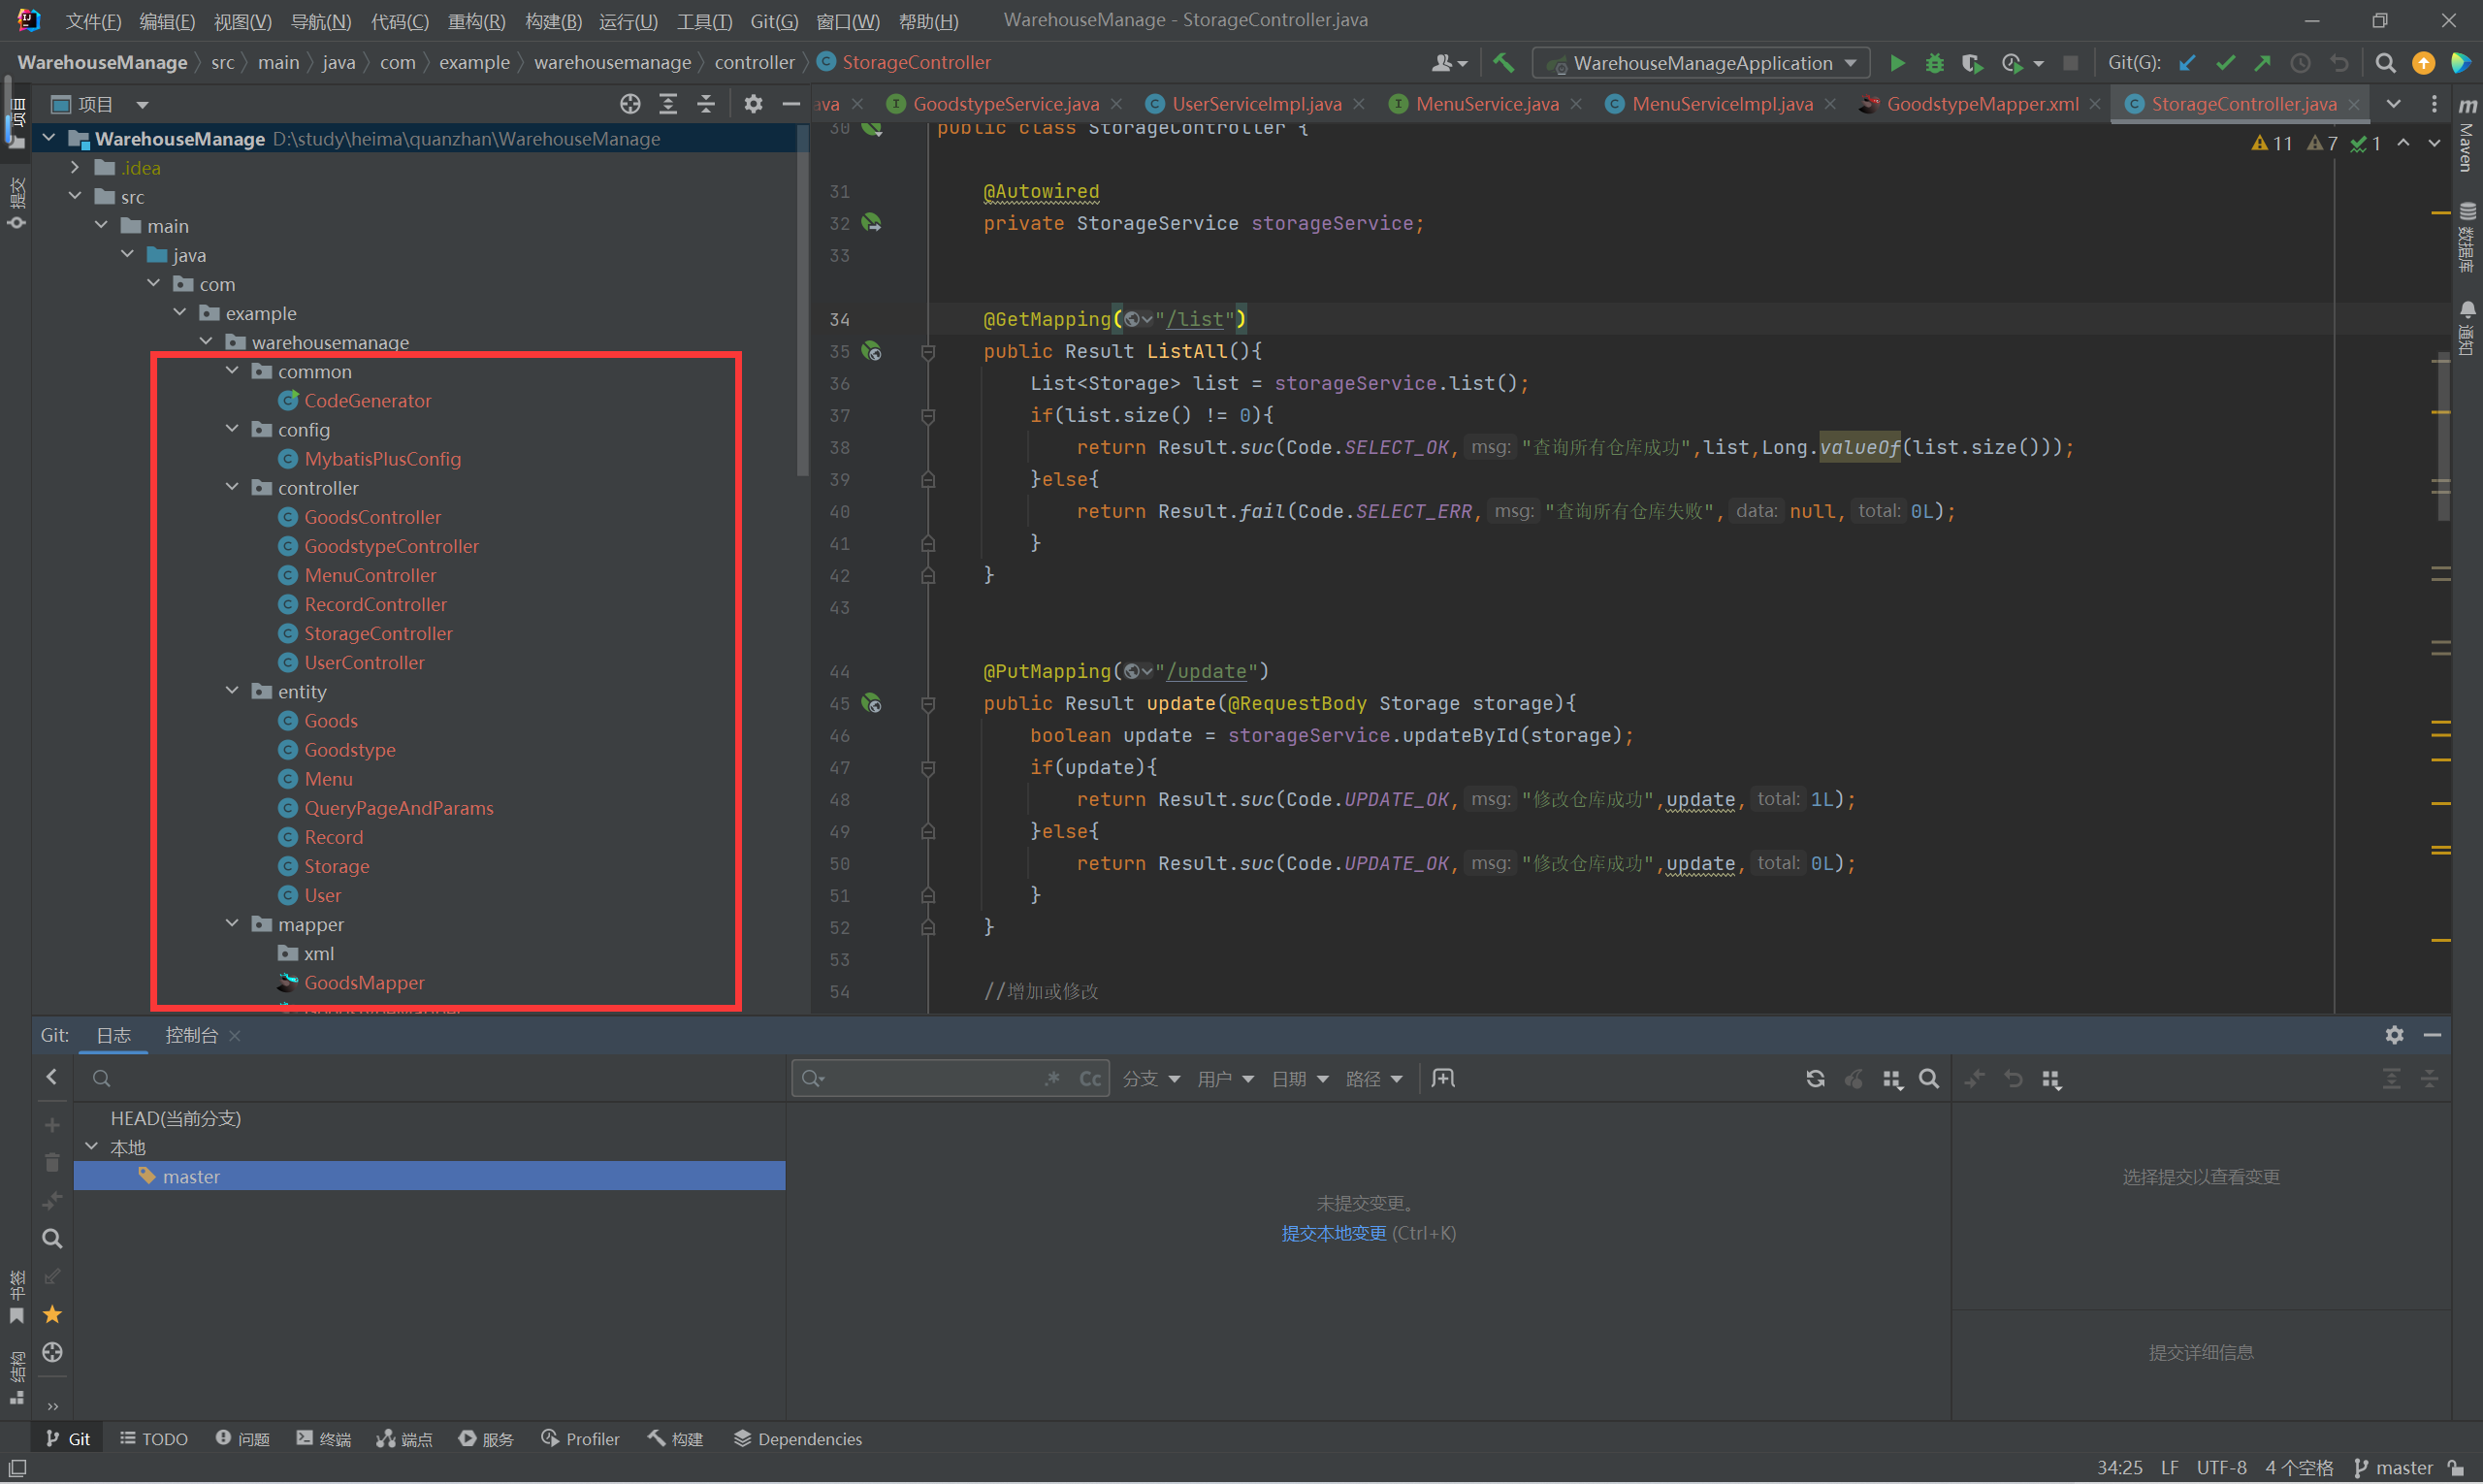 文件(F) 编辑(E) 视图(V) 导航(N) 代码(C) 重构(R) 构建(B) 运行(U) 工具(T) Git(G) 窗口(W) 帮助(H) WarehouseManage - StorageController.java
WarehouseManage src main java com example warehousemanage controller StorageController WarehouseManageApplication Git(G):
项目
ava GoodstypeService.java UserServiceImpl.java MenuService.java MenuServiceImpl.java GoodstypeMapper.xml StorageController.java
项目
提交
书签
结构
WarehouseManage D:\study\heima\quanzhan\WarehouseManage
.idea
src
main
java
com
example
warehousemanage
common
CodeGenerator
config
MybatisPlusConfig
controller
GoodsController
GoodstypeController
MenuController
RecordController
StorageController
UserController
entity
Goods
Goodstype
Menu
QueryPageAndParams
Record
Storage
User
mapper
xml
GoodsMapper
11 7 1
30 public class StorageController {
31 @Autowired
32 private StorageService storageService;
33
34 @GetMapping("/list")
35 public Result ListAll(){
36 List<Storage> list = storageService.list();
37 if(list.size() != 0){
38 return Result.suc(Code.SELECT_OK, msg: "查询所有仓库成功",list,Long.valueOf(list.size()));
39 }else{
40 return Result.fail(Code.SELECT_ERR, msg: "查询所有仓库失败", data: null, total: 0L);
41 }
42 }
43
44 @PutMapping("/update")
45 public Result update(@RequestBody Storage storage){
46 boolean update = storageService.updateById(storage);
47 if(update){
48 return Result.suc(Code.UPDATE_OK, msg: "修改仓库成功",update, total: 1L);
49 }else{
50 return Result.suc(Code.UPDATE_OK, msg: "修改仓库成功",update, total: 0L);
51 }
52 }
53
54 //增加或修改
m Maven
数据库
通知
Git: 日志 控制台
.* Cc 分支 用户 日期 路径
HEAD(当前分支)
本地
master
未提交变更。
提交本地变更 (Ctrl+K)
选择提交以查看变更
提交详细信息
Git TODO 问题 终端 端点 服务 Profiler 构建 Dependencies
34:25 LF UTF-8 4 个空格 master